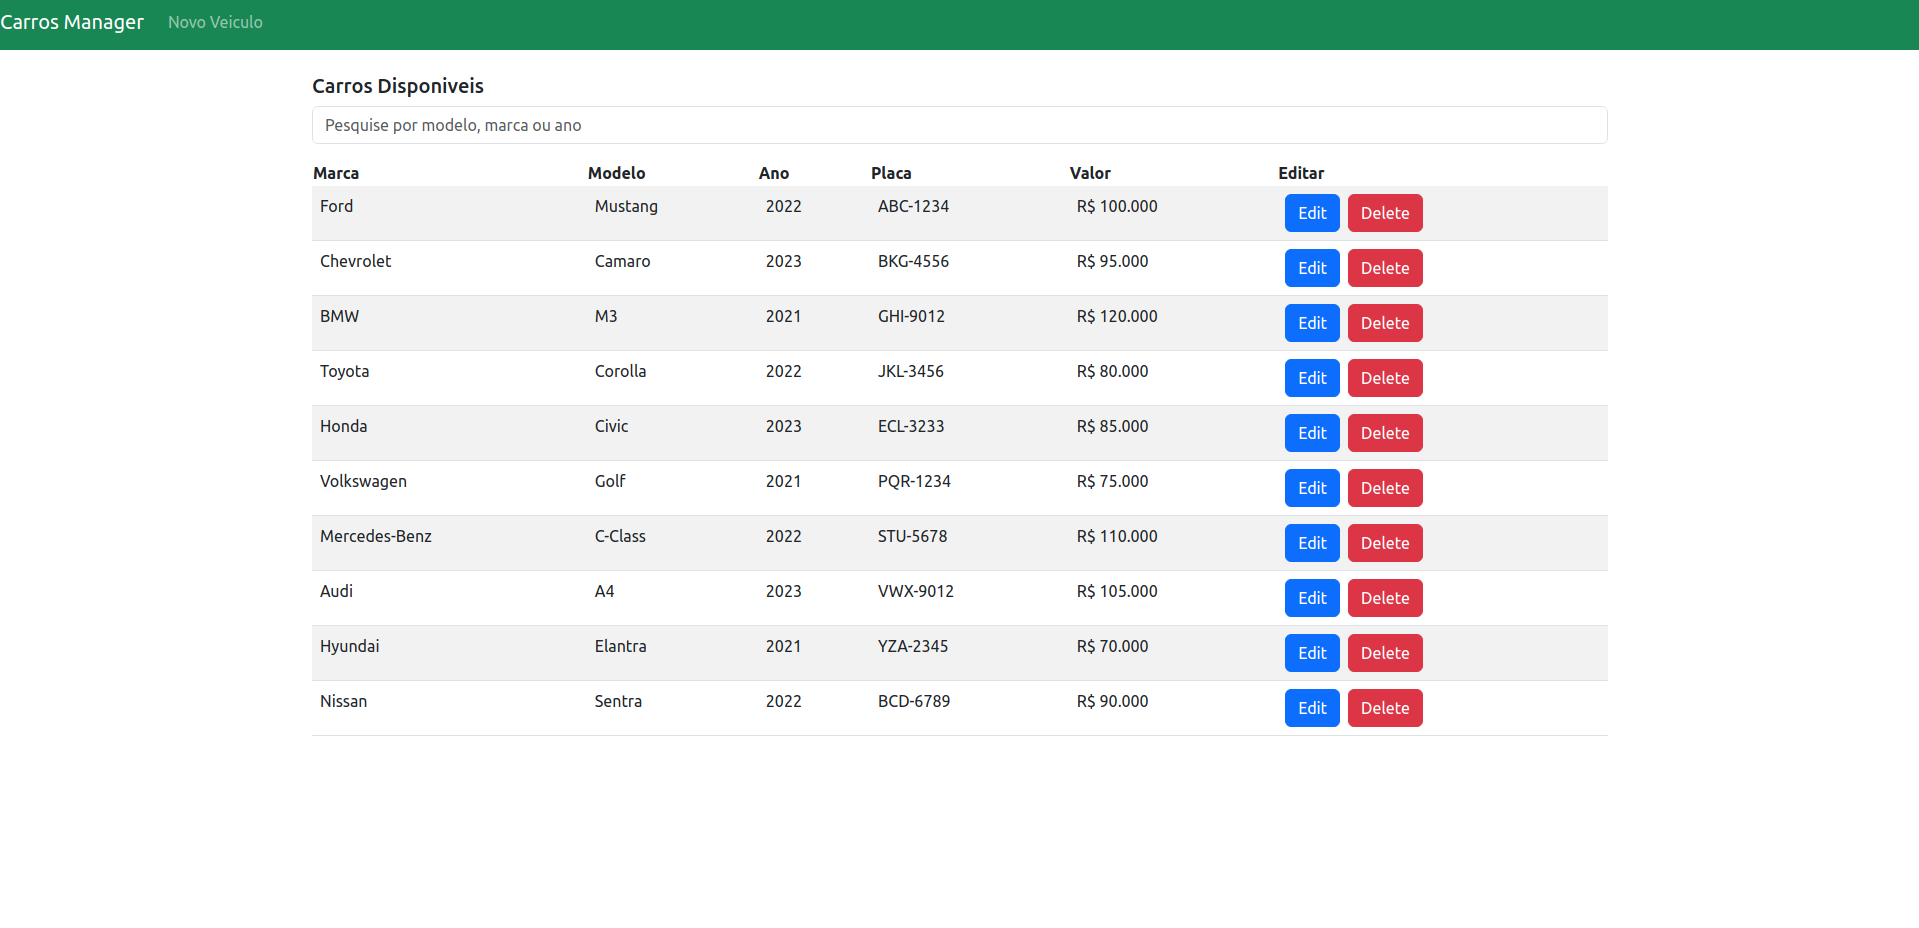 Carros Manager Novo Veiculo
Carros Disponiveis
Pesquise por modelo, marca ou ano
Marca Modelo Ano Placa Valor Editar
Ford Mustang 2022 ABC-1234 R$ 100.000 Edit Delete
Chevrolet Camaro 2023 BKG-4556 R$ 95.000 Edit Delete
BMW M3 2021 GHI-9012 R$ 120.000 Edit Delete
Toyota Corolla 2022 JKL-3456 R$ 80.000 Edit Delete
Honda Civic 2023 ECL-3233 R$ 85.000 Edit Delete
Volkswagen Golf 2021 PQR-1234 R$ 75.000 Edit Delete
Mercedes-Benz C-Class 2022 STU-5678 R$ 110.000 Edit Delete
Audi A4 2023 VWX-9012 R$ 105.000 Edit Delete
Hyundai Elantra 2021 YZA-2345 R$ 70.000 Edit Delete
Nissan Sentra 2022 BCD-6789 R$ 90.000 Edit Delete